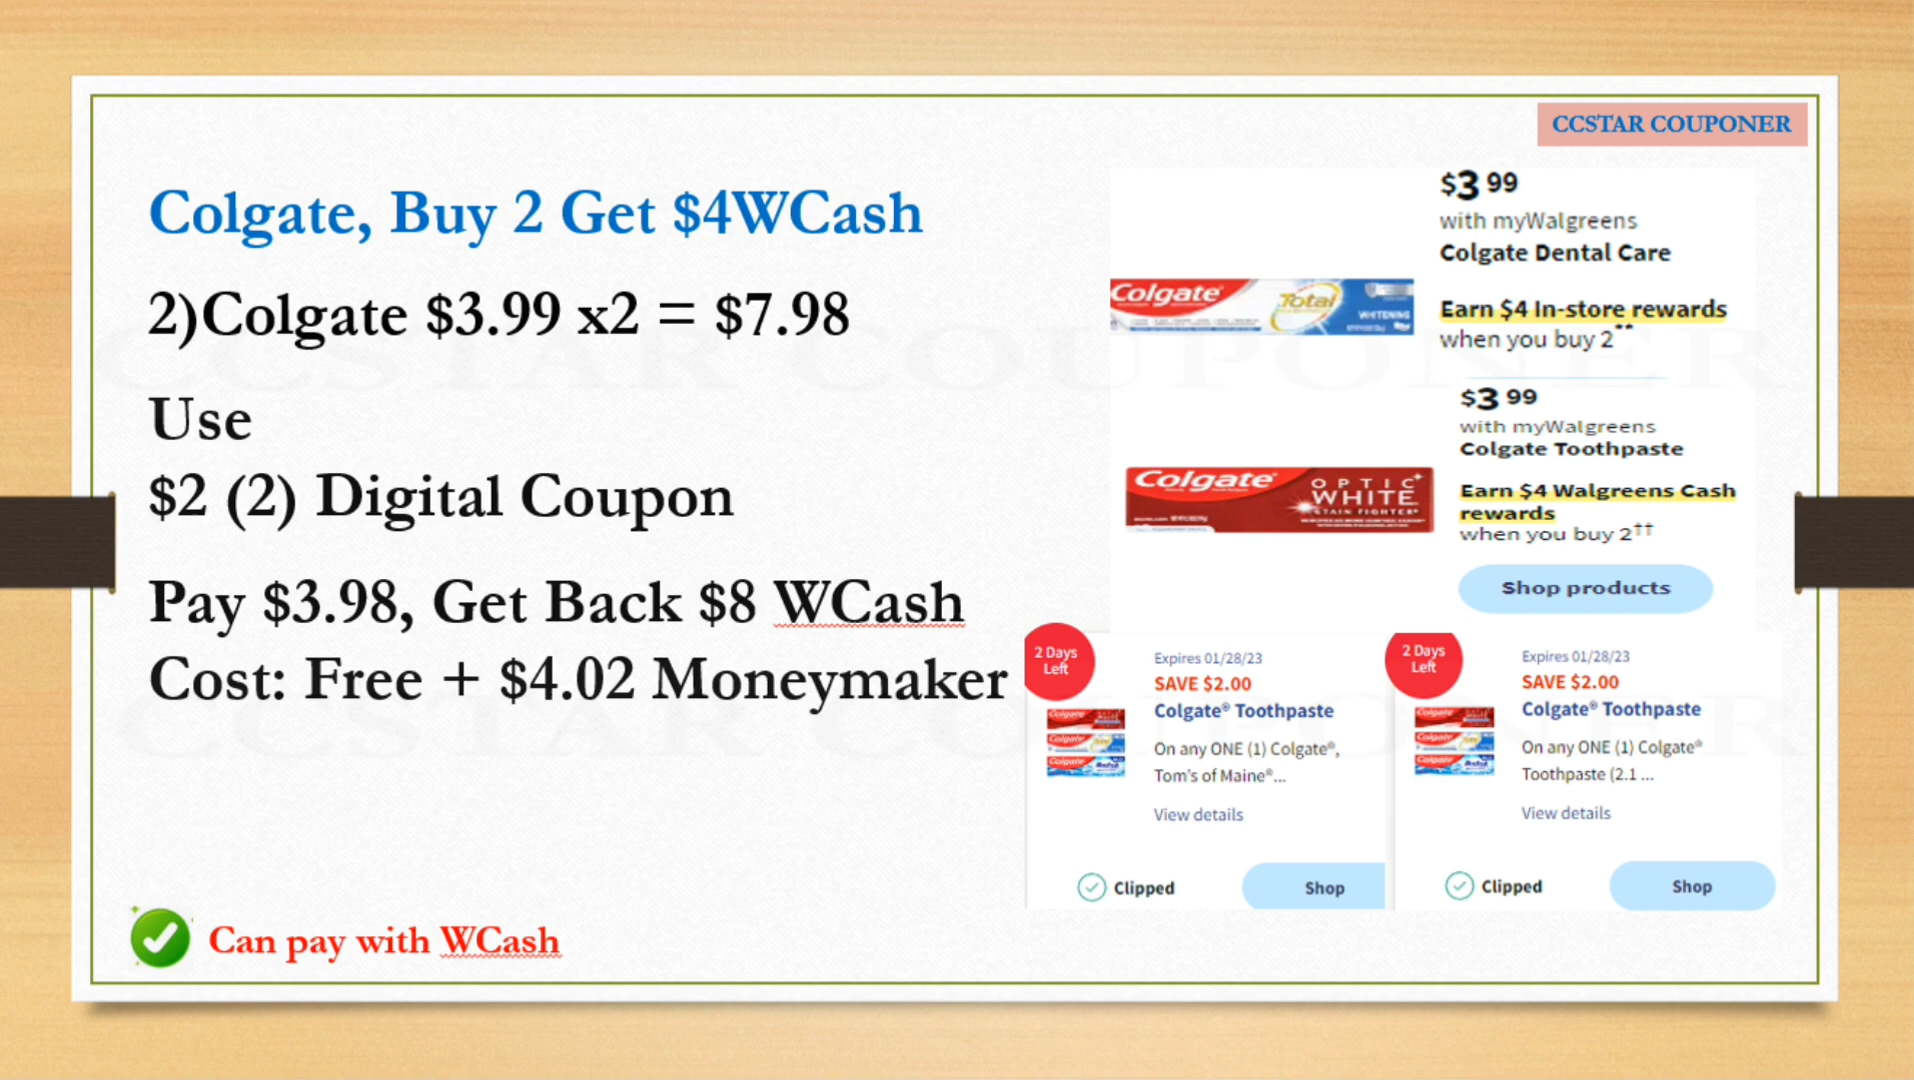 CCSTAR COUPONER
Colgate, Buy 2 Get $4WCash
2)Colgate $3.99 x2 = $7.98
Use
$2 (2) Digital Coupon
Pay $3.98, Get Back $8 WCash
Cost: Free + $4.02 Moneymaker
Can pay with WCash
$3 99
with myWalgreens
Colgate Dental Care
Earn $4 In-store rewards
when you buy 2**
Colgate
Total
WHITENING
$3 99
with myWalgreens
Colgate Toothpaste
Earn $4 Walgreens Cash
rewards
when you buy 2††
Shop products
Colgate
OPTIC
WHITE
STAIN FIGHTER
2 Days
Left
Expires 01/28/23
SAVE $2.00
Colgate® Toothpaste
On any ONE (1) Colgate®,
Tom's of Maine®...
View details
Clipped
Shop
2 Days
Left
Expires 01/28/23
SAVE $2.00
Colgate® Toothpaste
On any ONE (1) Colgate®
Toothpaste (2.1 ...
View details
Clipped
Shop
CCSTAR COUPONER